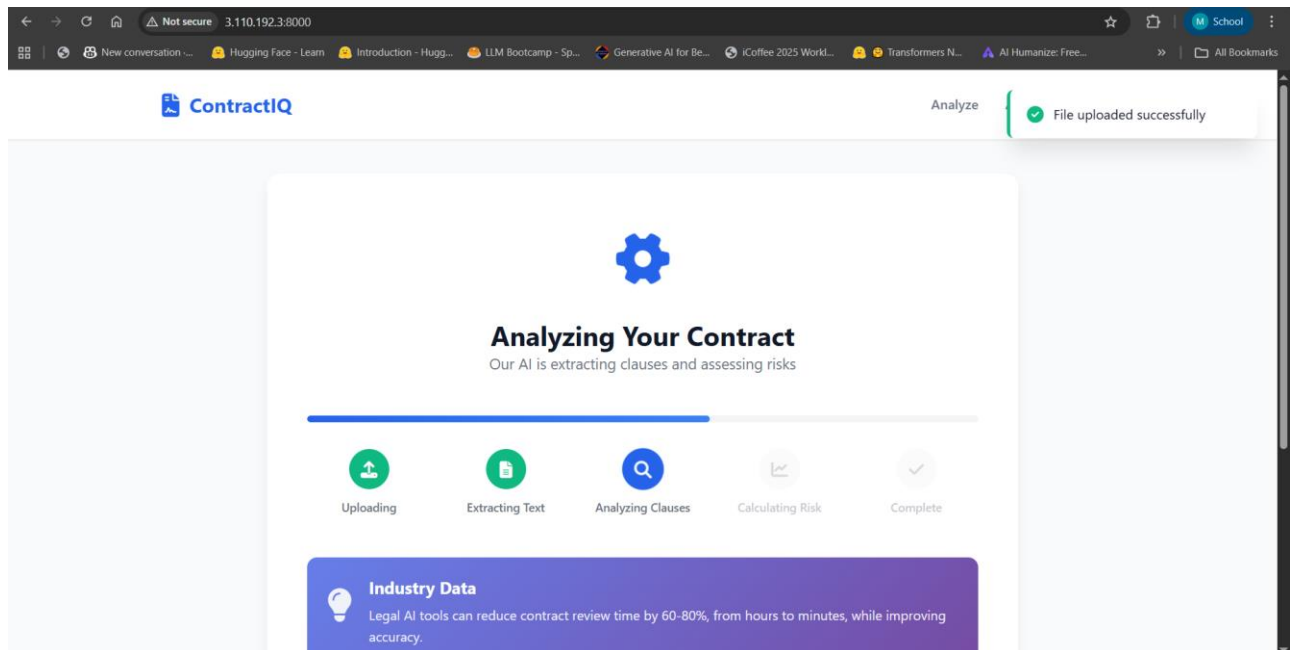 Not secure 3.110.192.3:8000
M School
New conversation -... Hugging Face - Learn Introduction - Hugg... LLM Bootcamp - Sp... Generative AI for Be... iCoffee 2025 Worki... Transformers N... AI Humanize: Free... » All Bookmarks
ContractIQ
Analyze
File uploaded successfully
Analyzing Your Contract
Our AI is extracting clauses and assessing risks
Uploading Extracting Text Analyzing Clauses Calculating Risk Complete
Industry Data
Legal AI tools can reduce contract review time by 60-80%, from hours to minutes, while improving
accuracy.